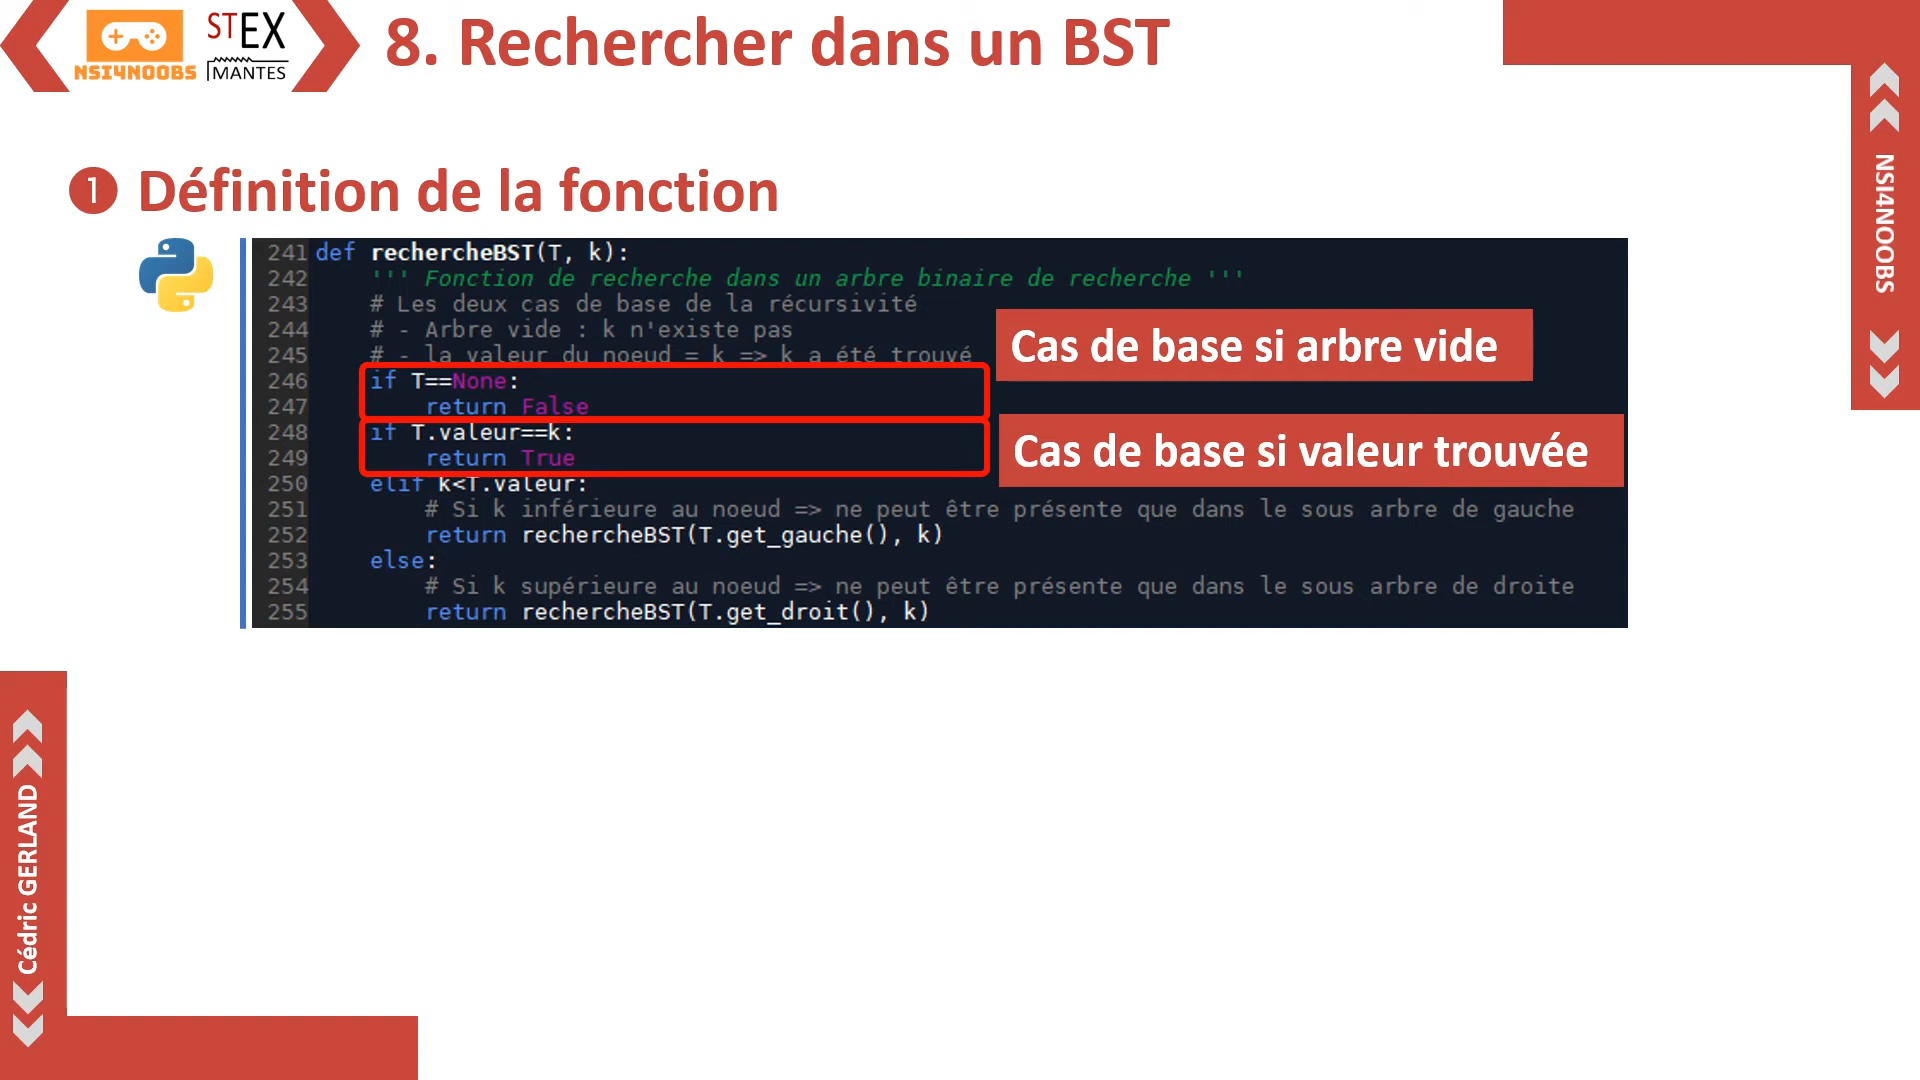 NSI4NOOBS
STEX
MANTES
8. Rechercher dans un BST
NSI4NOOBS
1 Définition de la fonction
241 def rechercheBST(T, k):
242 ''' Fonction de recherche dans un arbre binaire de recherche '''
243 # Les deux cas de base de la récursivité
244 # - Arbre vide : k n'existe pas
245 # - la valeur du noeud = k => k a été trouvé
246 if T==None:
247 return False
248 if T.valeur==k:
249 return True
250 elif k<T.valeur:
251 # Si k inférieure au noeud => ne peut être présente que dans le sous arbre de gauche
252 return rechercheBST(T.get_gauche(), k)
253 else:
254 # Si k supérieure au noeud => ne peut être présente que dans le sous arbre de droite
255 return rechercheBST(T.get_droit(), k)
Cas de base si arbre vide
Cas de base si valeur trouvée
Cédric GERLAND